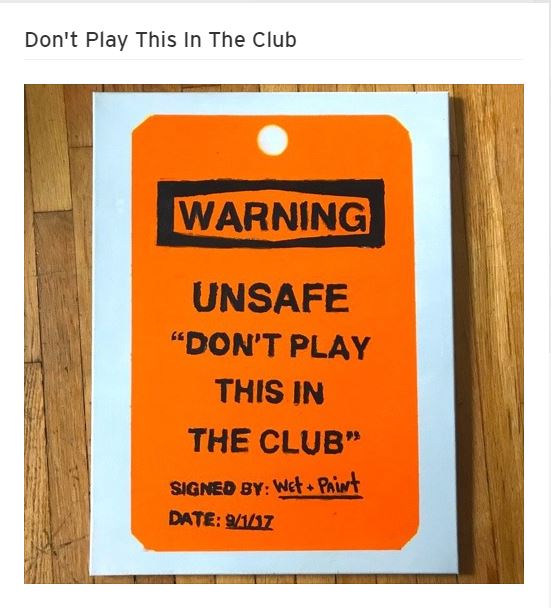 Don't Play This In The Club
WARNING
UNSAFE
“DON'T PLAY
THIS IN
THE CLUB”
SIGNED BY: Wet + Paint
DATE: 9/1/17